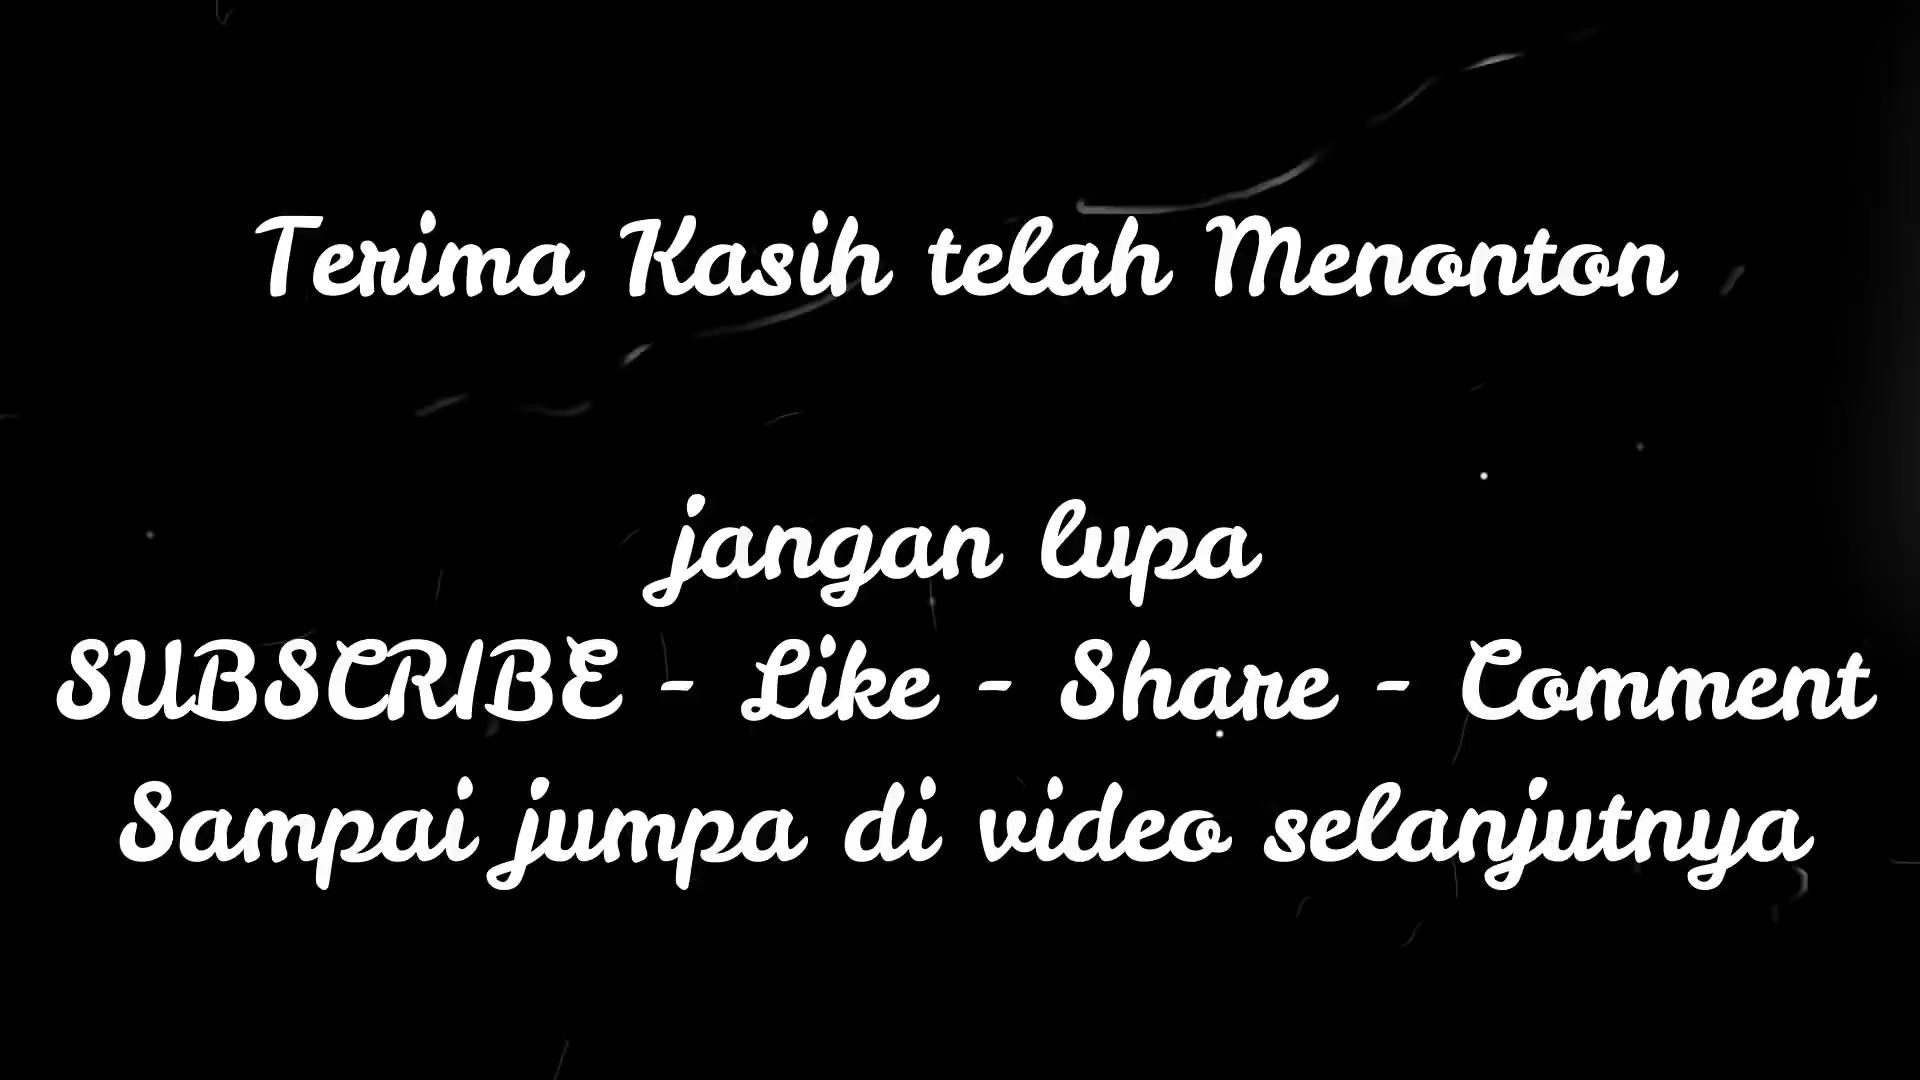 Terima Kasih telah Menonton
jangan lupa
SUBSCRIBE - Like - Share - Comment
Sampai jumpa di video selanjutnya